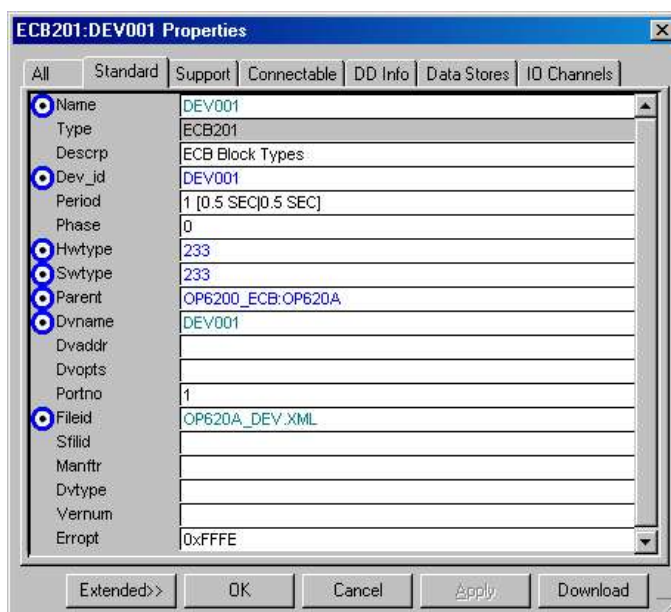 ECB201:DEV001 Properties
All Standard Support Connectable DD Info Data Stores IO Channels
Name DEV001
Type ECB201
Descrp ECB Block Types
Dev_id DEV001
Period 1 [0.5 SEC|0.5 SEC]
Phase 0
Hwtype 233
Swtype 233
Parent OP6200_ECB:OP620A
Dvname DEV001
Dvaddr
Dvopts
Portno 1
Fileid OP620A_DEV.XML
Sfilid
Manftr
Dvtype
Vernum
Erropt 0xFFFE
Extended>> OK Cancel Apply Download